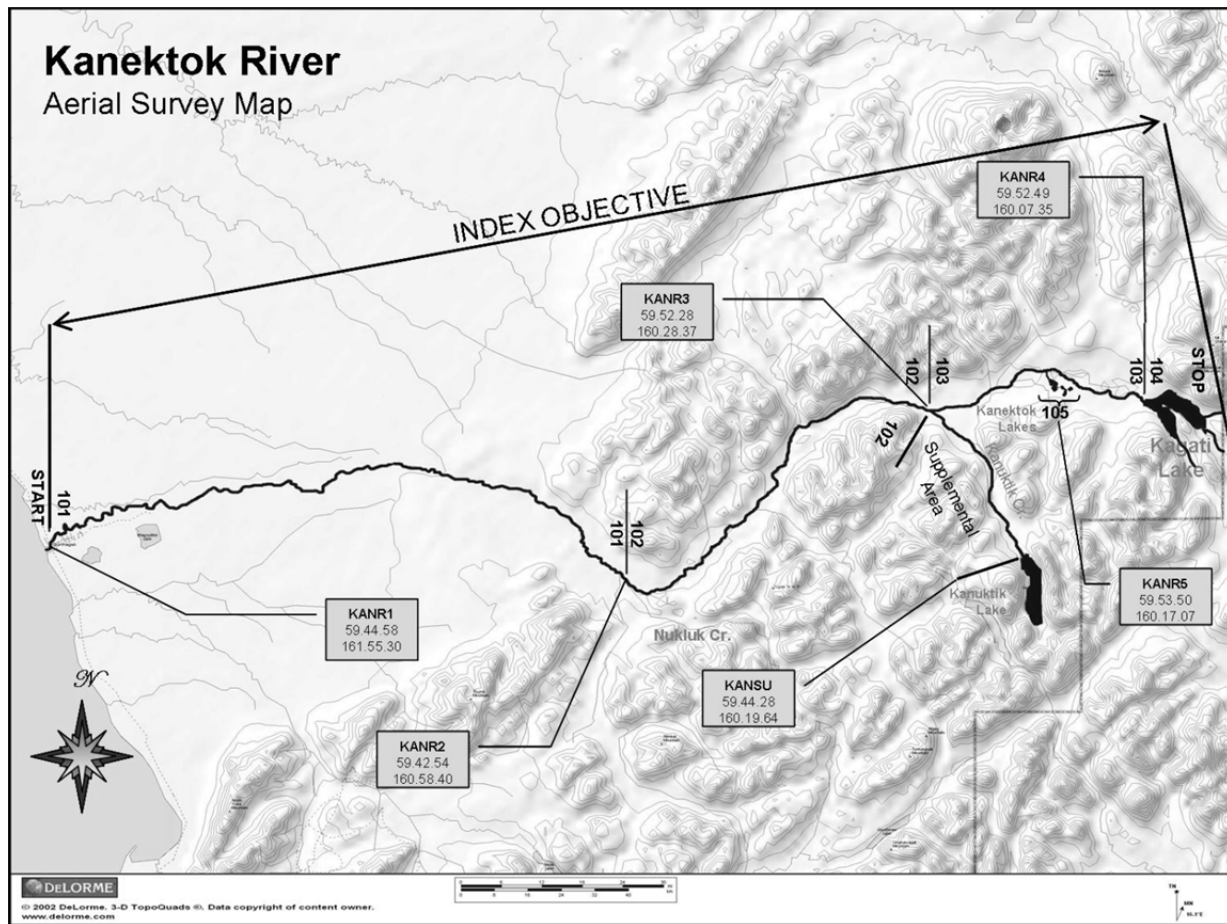 Kanektok River
Aerial Survey Map
INDEX OBJECTIVE
KANR4
59.52.49
160.07.35
KANR3
59.52.28
160.28.37
102
103
103
104
STOP
START
101
102
Kanektok
Lakes
105
Kagati
Lake
Supplemental
Area
Kanuktik Cr.
101
102
KANR5
59.53.50
160.17.07
Kanuktik
Lake
KANR1
59.44.58
161.55.30
Nukluk Cr.
KANSU
59.44.28
160.19.64
KANR2
59.42.54
160.58.40
N
DELORME
© 2002 DeLorme. 3-D TopoQuads ®. Data copyright of content owner.
www.delorme.com
TN
MN